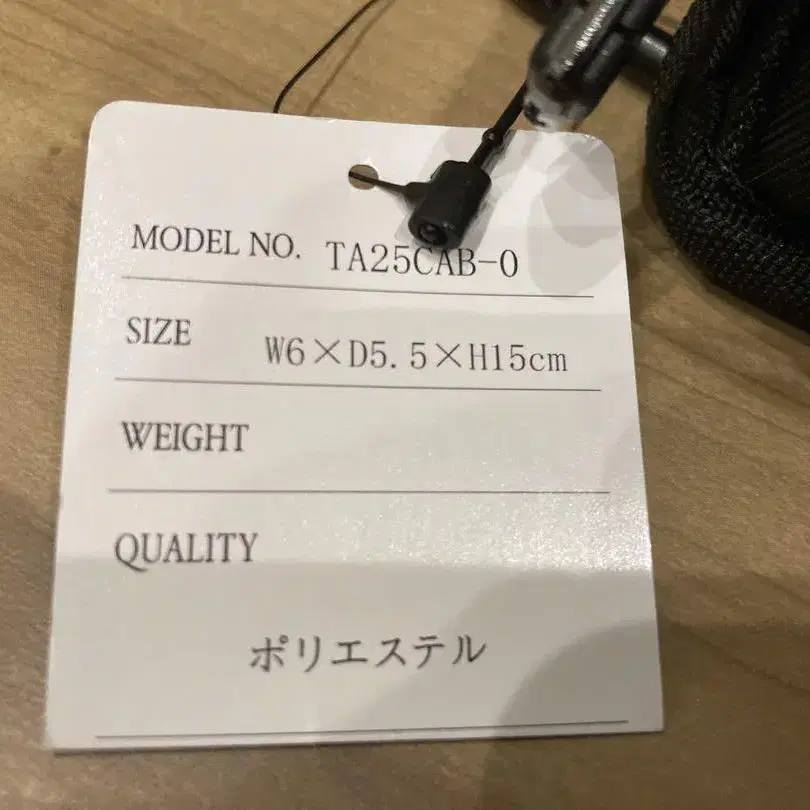 MODEL NO. TA25CAB-0
SIZE W6×D5.5×H15cm
WEIGHT
QUALITY
ポリエステル